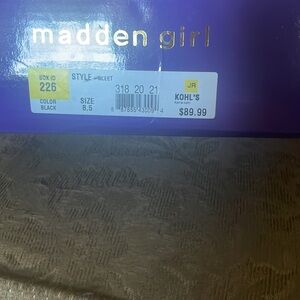 madden girl
BOX ID
226
STYLE
318 20 21
JR
COLOR
BLACK
SIZE
8.5
KOHL'S
$89.99